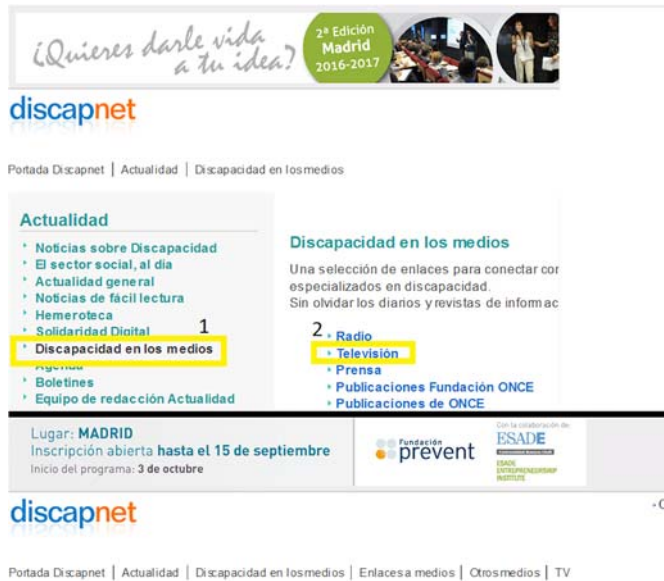 ¿Quieres darle vida
a tu idea?
2ª Edición
Madrid
2016-2017
discapnet
Portada Discapnet | Actualidad | Discapacidad en los medios
Actualidad
Noticias sobre Discapacidad
El sector social, al día
Actualidad general
Noticias de fácil lectura
Hemeroteca
Solidaridad Digital
1
Discapacidad en los medios
Agenda
Boletines
Equipo de redacción Actualidad
Discapacidad en los medios
Una selección de enlaces para conectar con
especializados en discapacidad.
Sin olvidar los diarios y revistas de informac
2
Radio
Televisión
Prensa
Publicaciones Fundación ONCE
Publicaciones de ONCE
Lugar: MADRID
Inscripción abierta hasta el 15 de septiembre
Inicio del programa: 3 de octubre
Fundación
prevent
Con la colaboración de:
ESADE
ESADE
ENTREPRENEURSHIP
INSTITUTE
discapnet
Portada Discapnet | Actualidad | Discapacidad en los medios | Enlaces a medios | Otros medios | TV